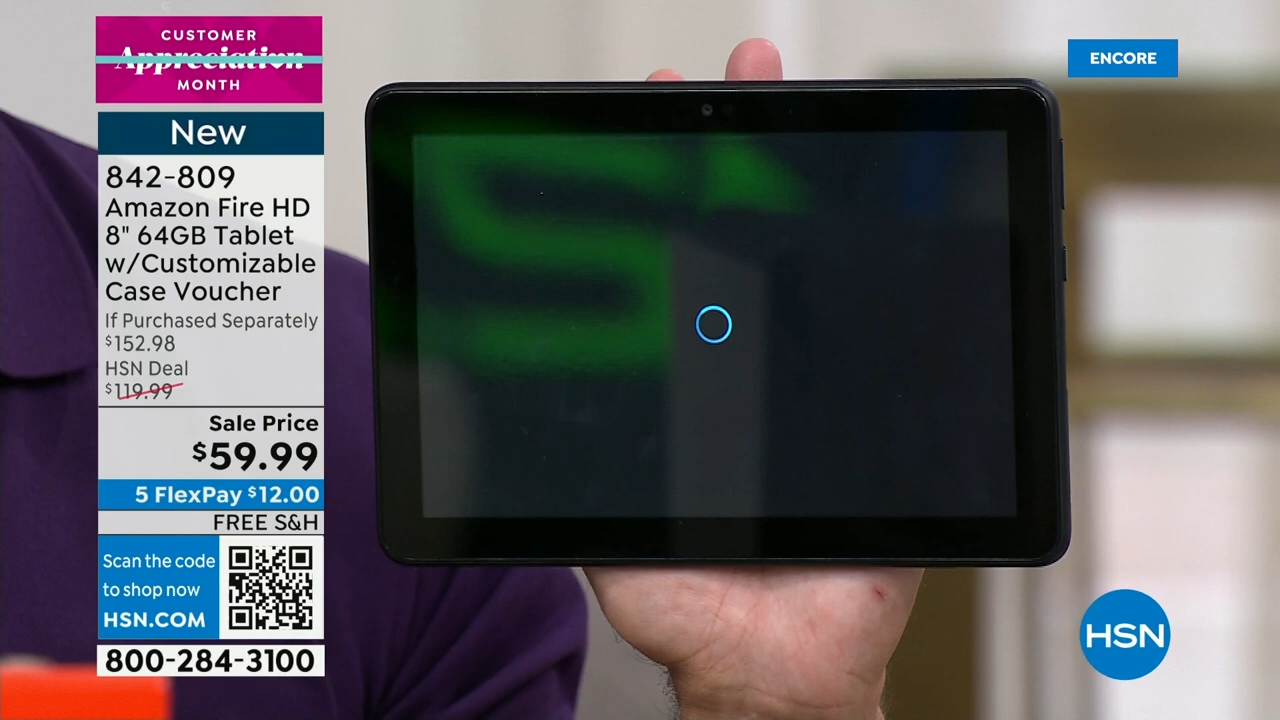 CUSTOMER
Appreciation
MONTH
New
842-809
Amazon Fire HD
8" 64GB Tablet
w/Customizable
Case Voucher
If Purchased Separately
$152.98
HSN Deal
$119.99
Sale Price
$59.99
5 FlexPay $12.00
FREE S&H
Scan the code
to shop now
HSN.COM
800-284-3100
ENCORE
HSN